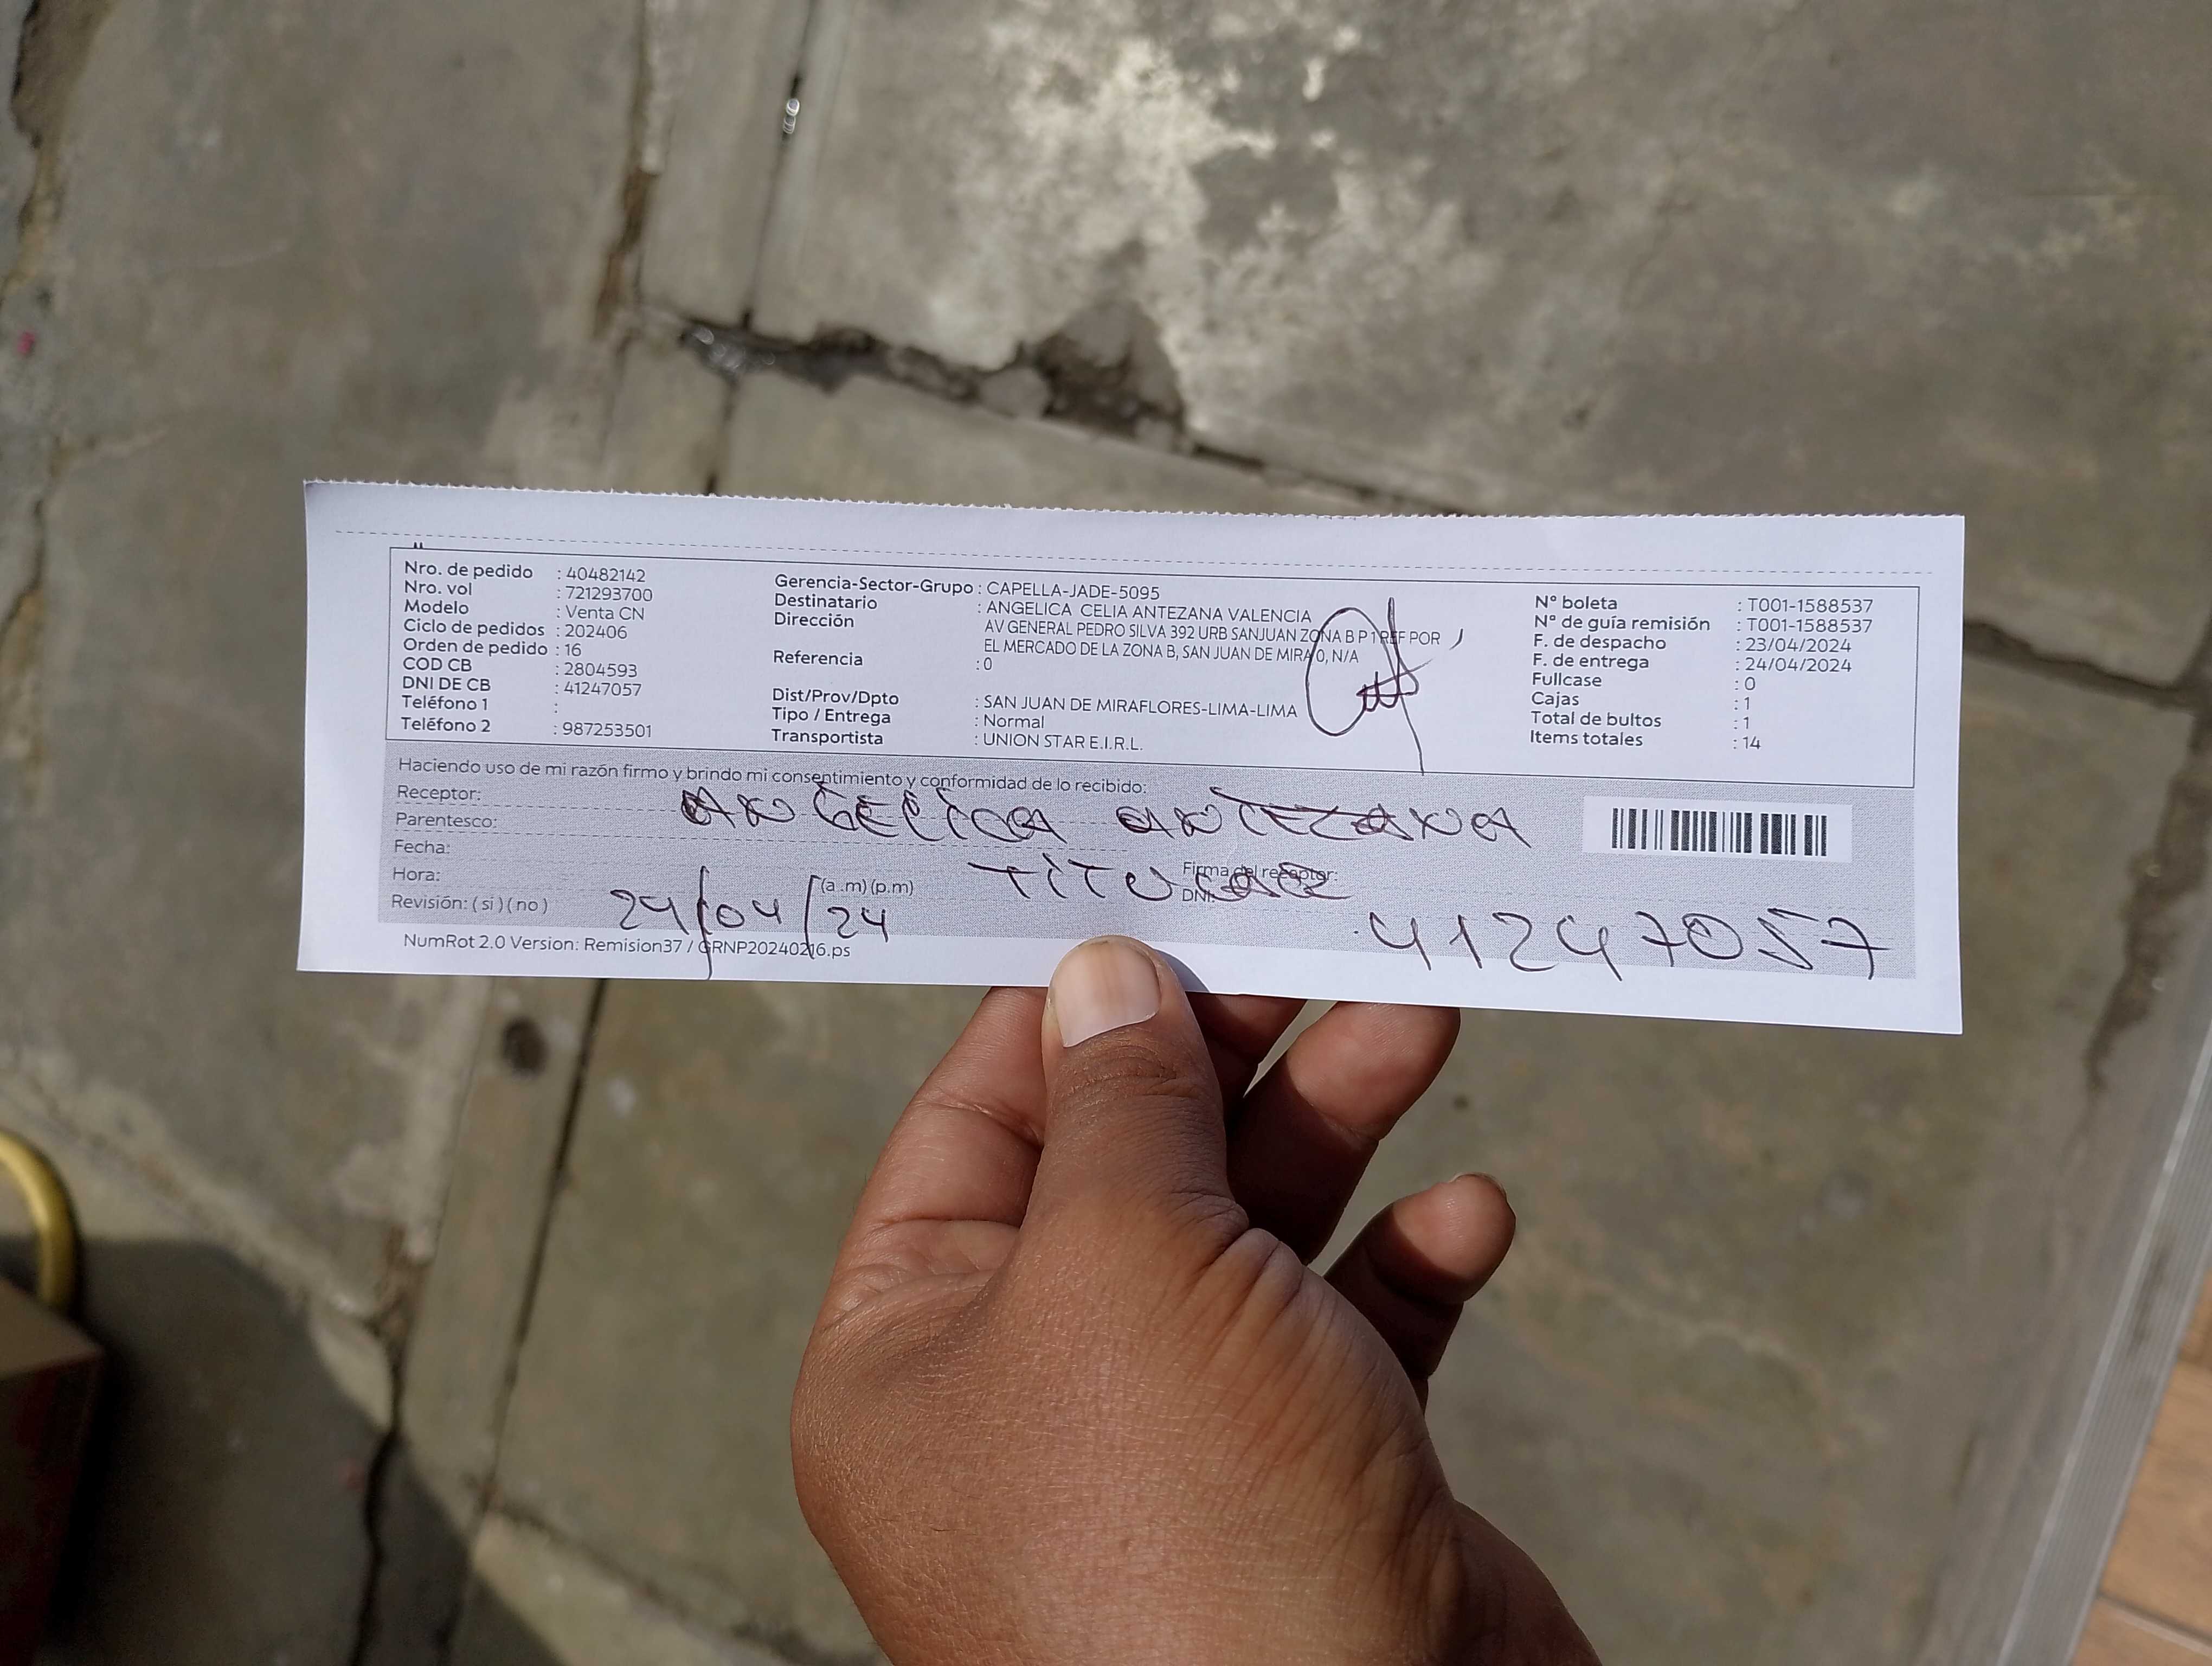 Nro. de pedido : 40482142
Nro. vol : 721293700
Modelo : Venta CN
Ciclo de pedidos : 202406
Orden de pedido : 16
COD CB : 2804593
DNI DE CB : 41247057
Teléfono 1 :
Teléfono 2 : 987253501
Gerencia-Sector-Grupo : CAPELLA-JADE-5095
Destinatario : ANGELICA CELIA ANTEZANA VALENCIA
Dirección AV GENERAL PEDRO SILVA 392 URB SANJUAN ZONA B P 1 REF POR
EL MERCADO DE LA ZONA B, SAN JUAN DE MIRA 0, N/A
Referencia : 0
Dist/Prov/Dpto : SAN JUAN DE MIRAFLORES-LIMA-LIMA
Tipo / Entrega : Normal
Transportista : UNION STAR E.I.R.L.
N° boleta : T001-1588537
N° de guía remisión : T001-1588537
F. de despacho : 23/04/2024
F. de entrega : 24/04/2024
Fullcase : 0
Cajas : 1
Total de bultos : 1
Items totales : 14
Haciendo uso de mi razón firmo y brindo mi consentimiento y conformidad de lo recibido:
Receptor: ANGELICA ANTEZANA
Parentesco:
Fecha:
TITULAR
Firma del receptor:
Hora: (a.m) (p.m)
DNI:
Revisión: ( si ) ( no ) 24/04/24
41247057
NumRot 2.0 Version: Remision37 / GRNP20240216.ps